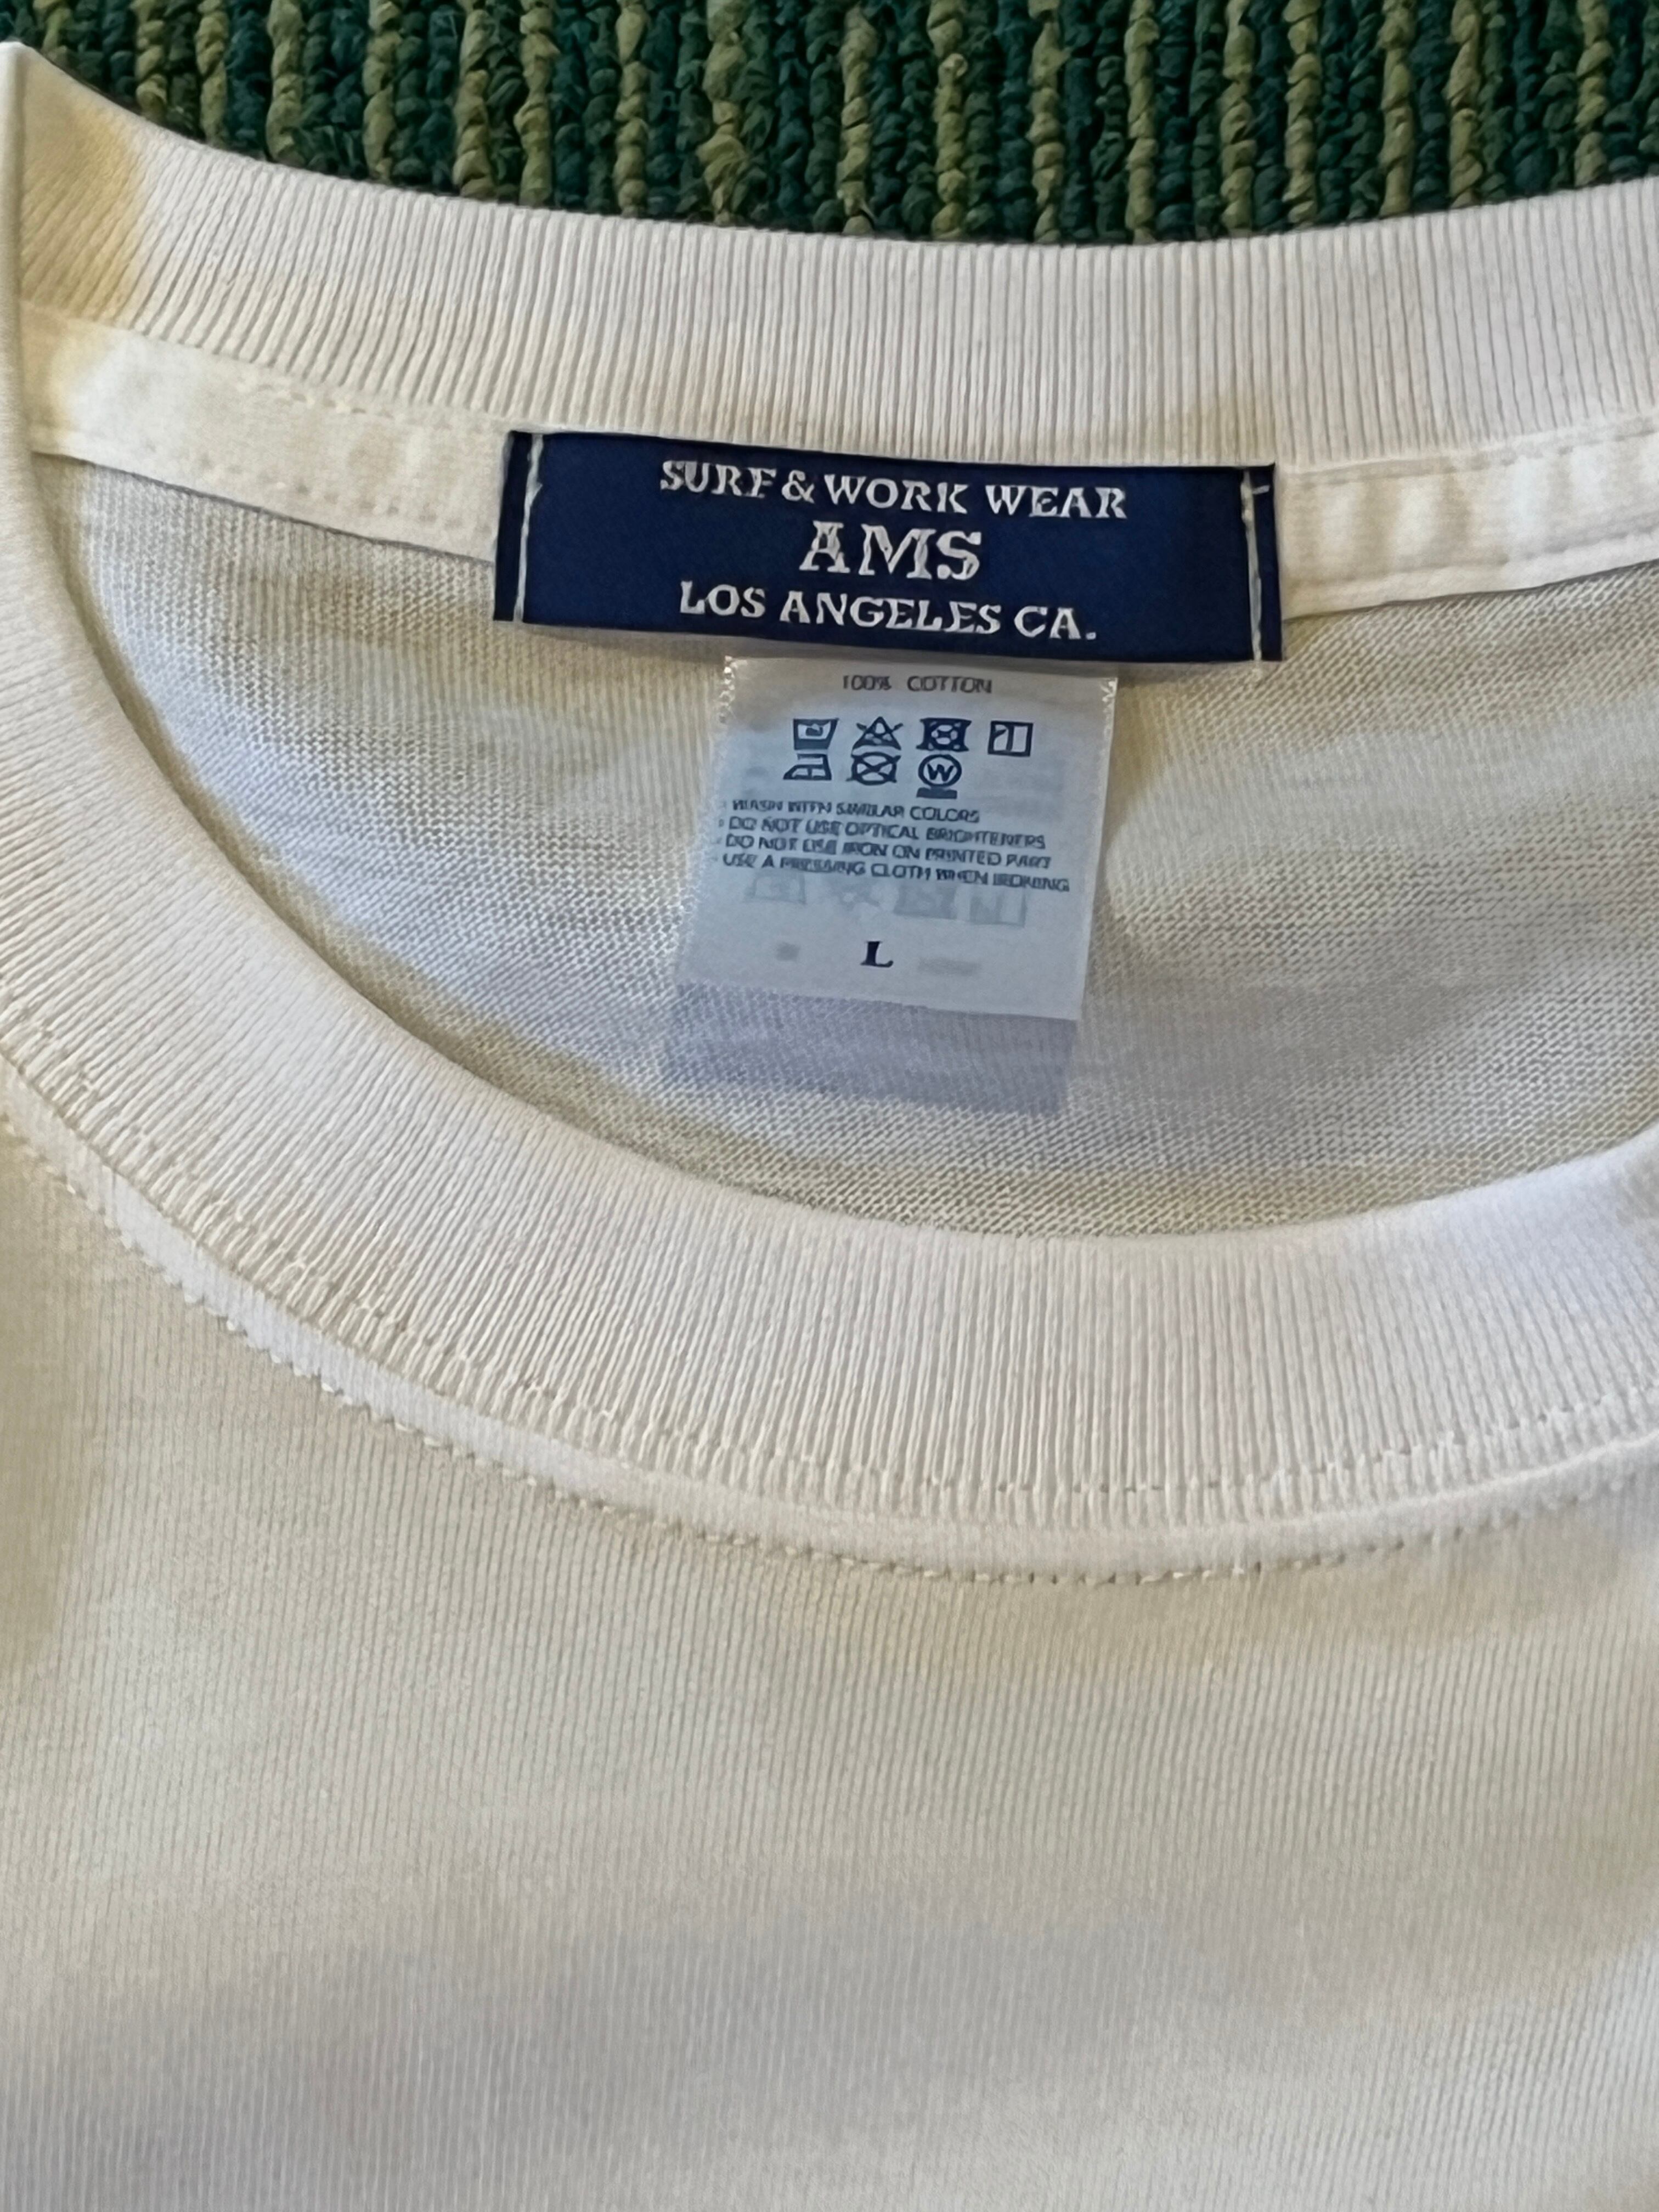 SURF & WORK WEAR
AMS
LOS ANGELES CA.
100% COTTON
W
· WASH WITH SIMILAR COLORS
· DO NOT USE OPTICAL BRIGHTENERS
· DO NOT USE IRON ON PRINTED PART
· USE A PRESSING CLOTH WHEN IRONING
L